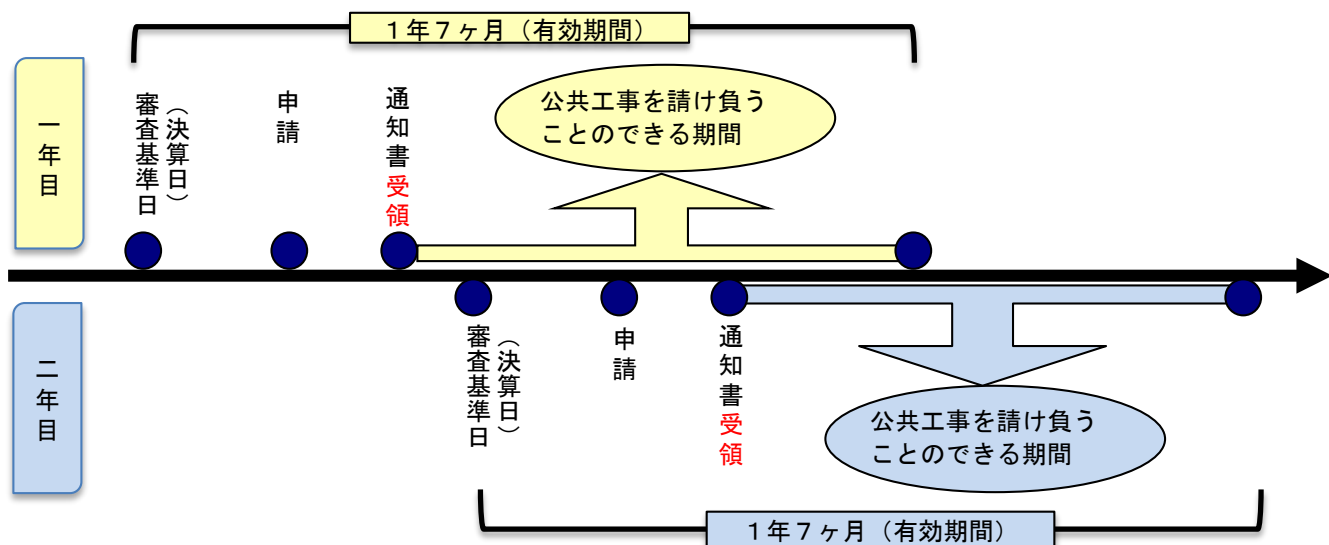 １年７ヶ月（有効期間）
一年目
審査基準日
（決算日）
申請
通知書受領
公共工事を請け負う
ことのできる期間
二年目
審査基準日
（決算日）
申請
通知書受領
公共工事を請け負う
ことのできる期間
１年７ヶ月（有効期間）